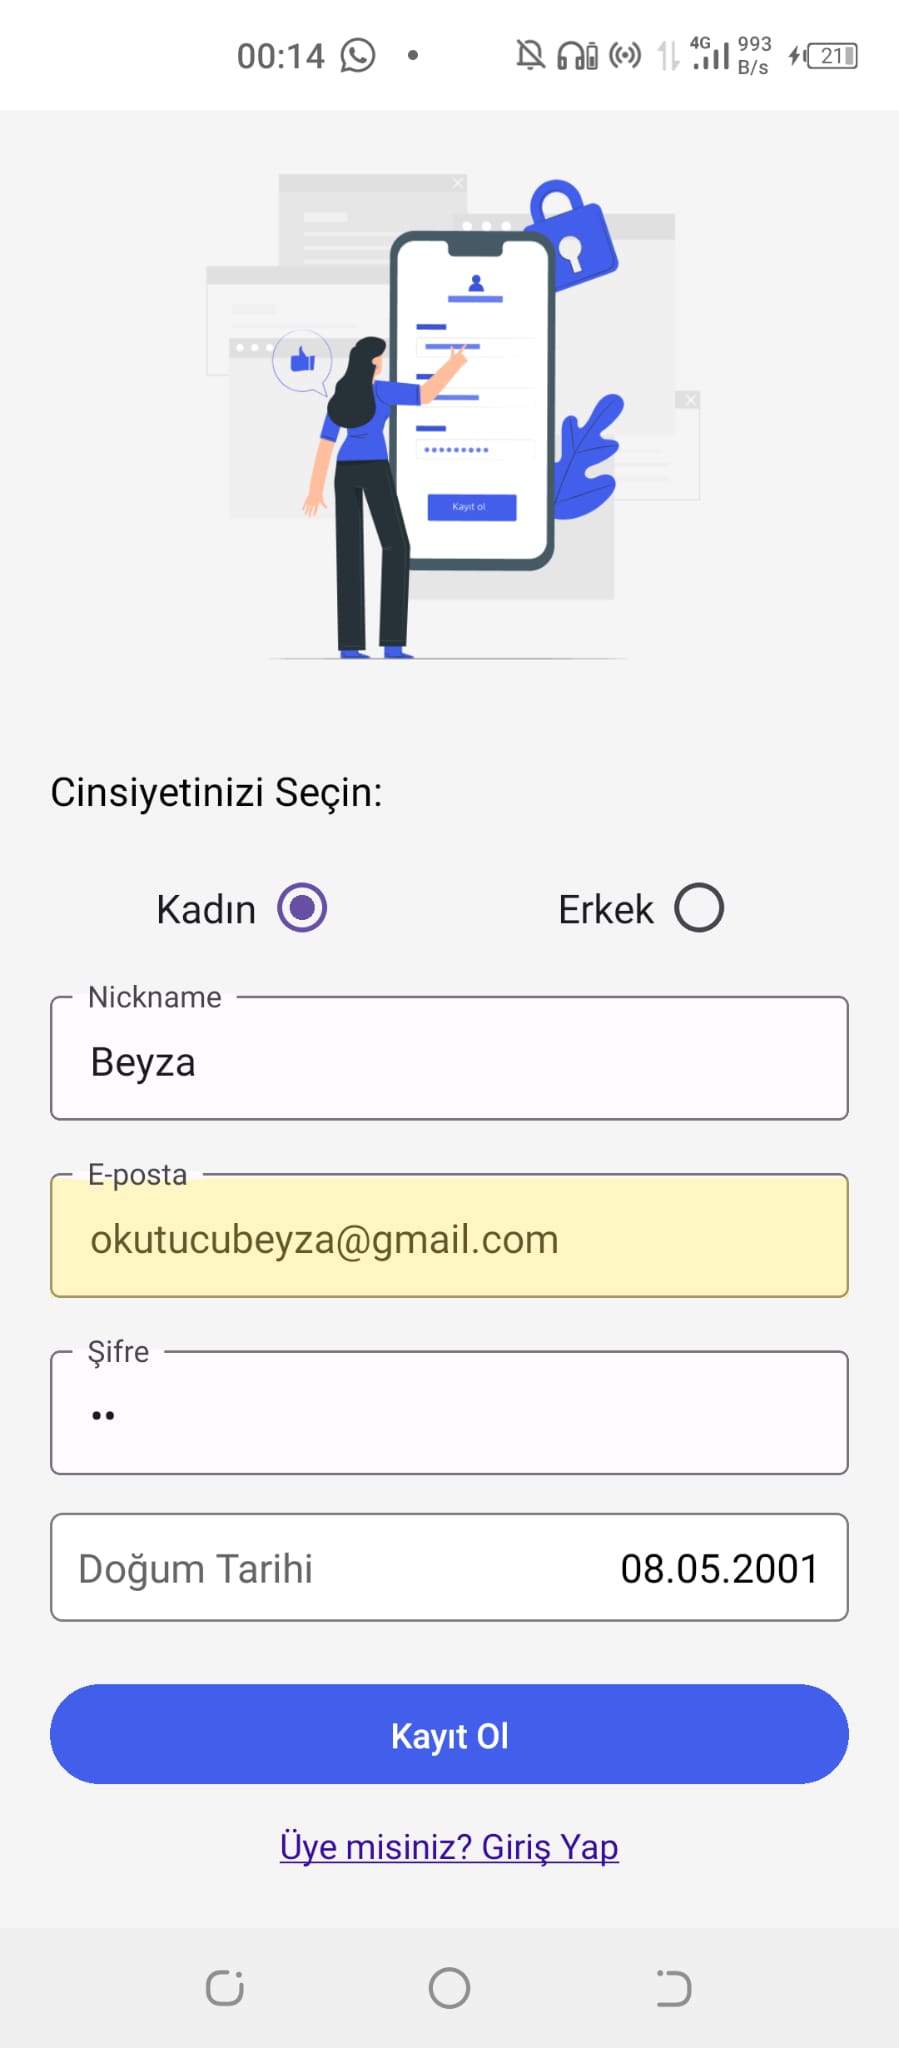 00:14
4G 993 B/s 21
Kayıt ol
Cinsiyetinizi Seçin:
Kadın Erkek
Nickname
Beyza
E-posta
okutucubeyza@gmail.com
Şifre
••
Doğum Tarihi 08.05.2001
Kayıt Ol
Üye misiniz? Giriş Yap